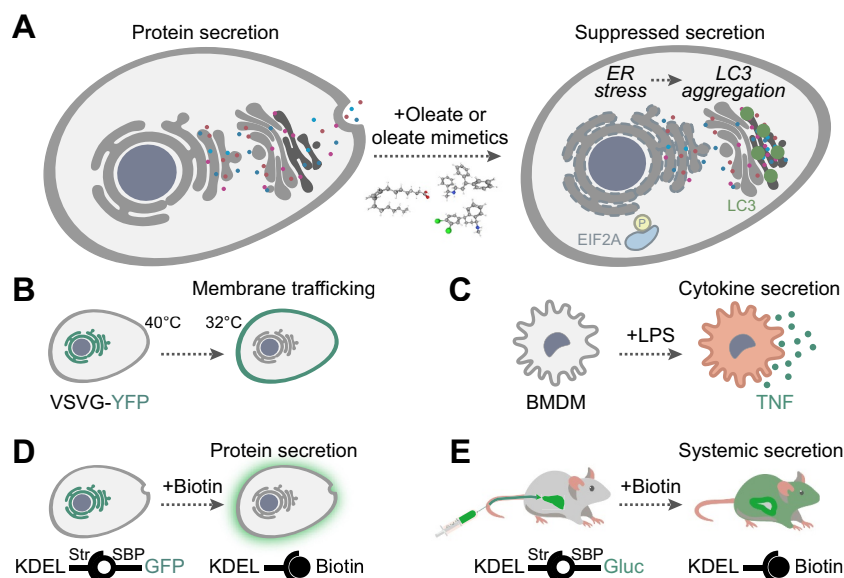 A
Protein secretion
Suppressed secretion
+Oleate or
oleate mimetics
ER
stress
LC3
aggregation
LC3
P
EIF2A
B
Membrane trafficking
40°C
32°C
VSVG-YFP
C
Cytokine secretion
+LPS
BMDM
TNF
D
Protein secretion
+Biotin
KDEL
Str
SBP
GFP
KDEL
Biotin
E
Systemic secretion
+Biotin
KDEL
Str
SBP
Gluc
KDEL
Biotin